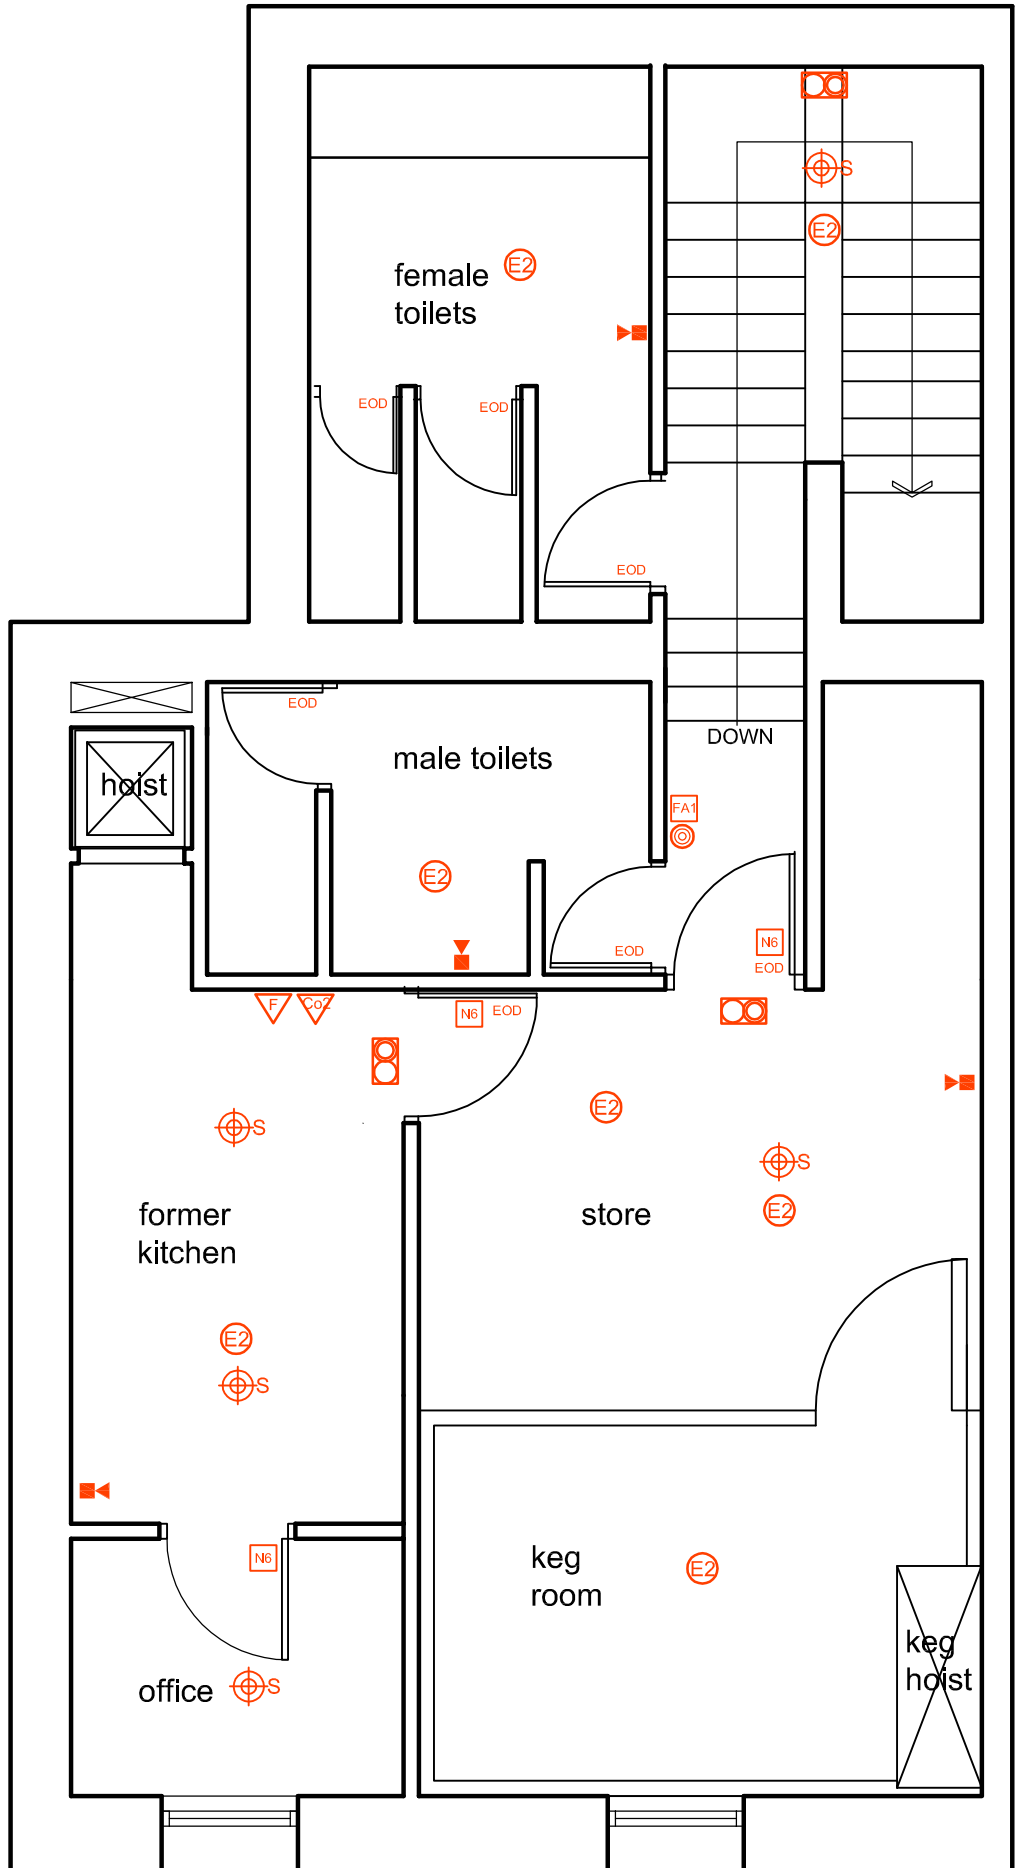 S
E2
female
toilets
E2
EOD
EOD
EOD
EOD
DOWN
male toilets
hoist
FA1
E2
N6
EOD
EOD
F
Co2
N6
EOD
E2
S
S
E2
former
kitchen
store
E2
S
N6
keg
room
E2
keg
hoist
office
S